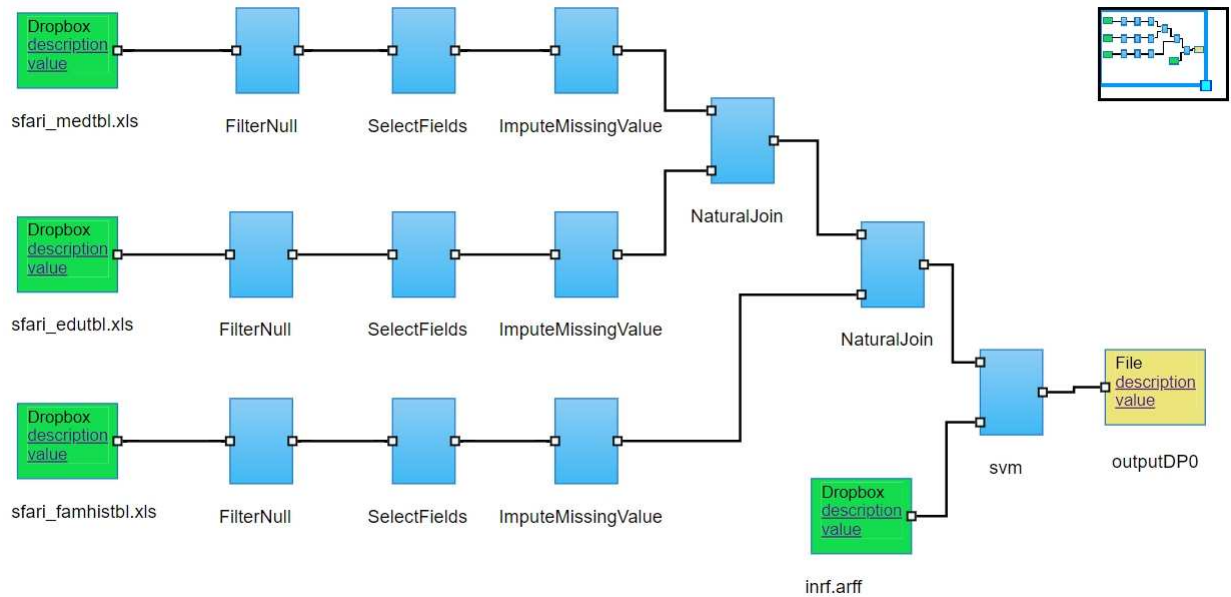 Dropbox
description
value
sfari_medtbl.xls
FilterNull
SelectFields
ImputeMissingValue
NaturalJoin
Dropbox
description
value
sfari_edutbl.xls
FilterNull
SelectFields
ImputeMissingValue
NaturalJoin
Dropbox
description
value
sfari_famhistbl.xls
FilterNull
SelectFields
ImputeMissingValue
svm
File
description
value
outputDP0
Dropbox
description
value
inrf.arff